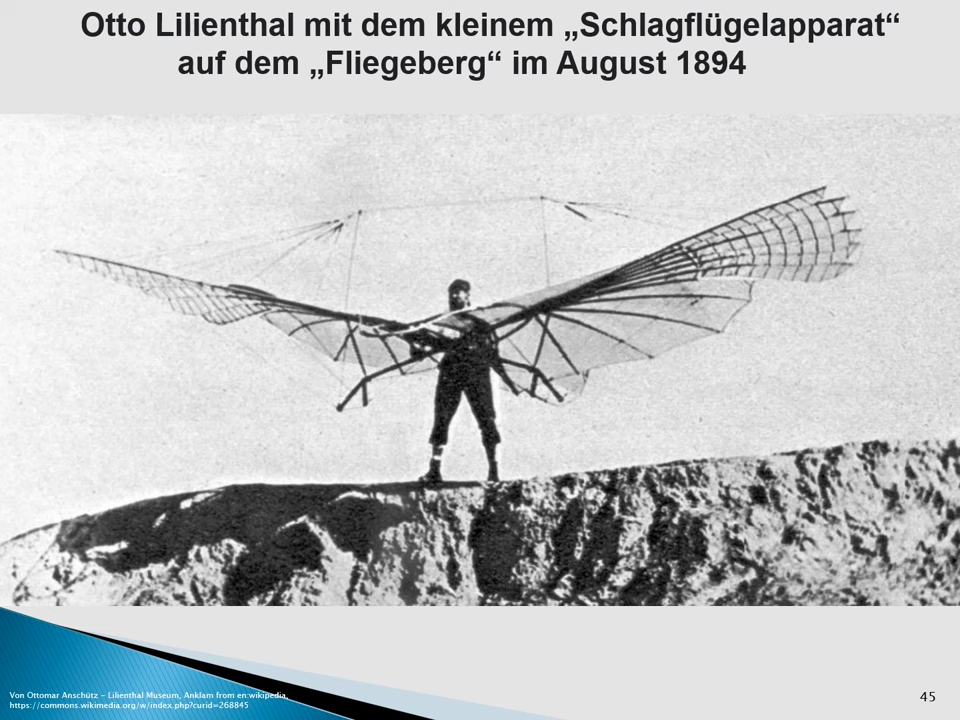 Otto Lilienthal mit dem kleinem „Schlagflügelapparat“
auf dem „Fliegeberg“ im August 1894
Von Ottomar Anschütz - Lilienthal Museum, Anklam from en:wikipedia,
https://commons.wikimedia.org/w/index.php?curid=268845
45